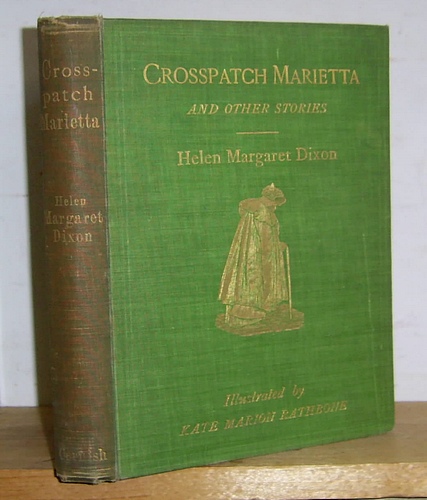 Cross-
patch
Marietta
Helen
Margaret
Dixon
Cornish
CROSSPATCH MARIETTA
AND OTHER STORIES
Helen Margaret Dixon
Illustrated by
KATE MARION RATHBONE